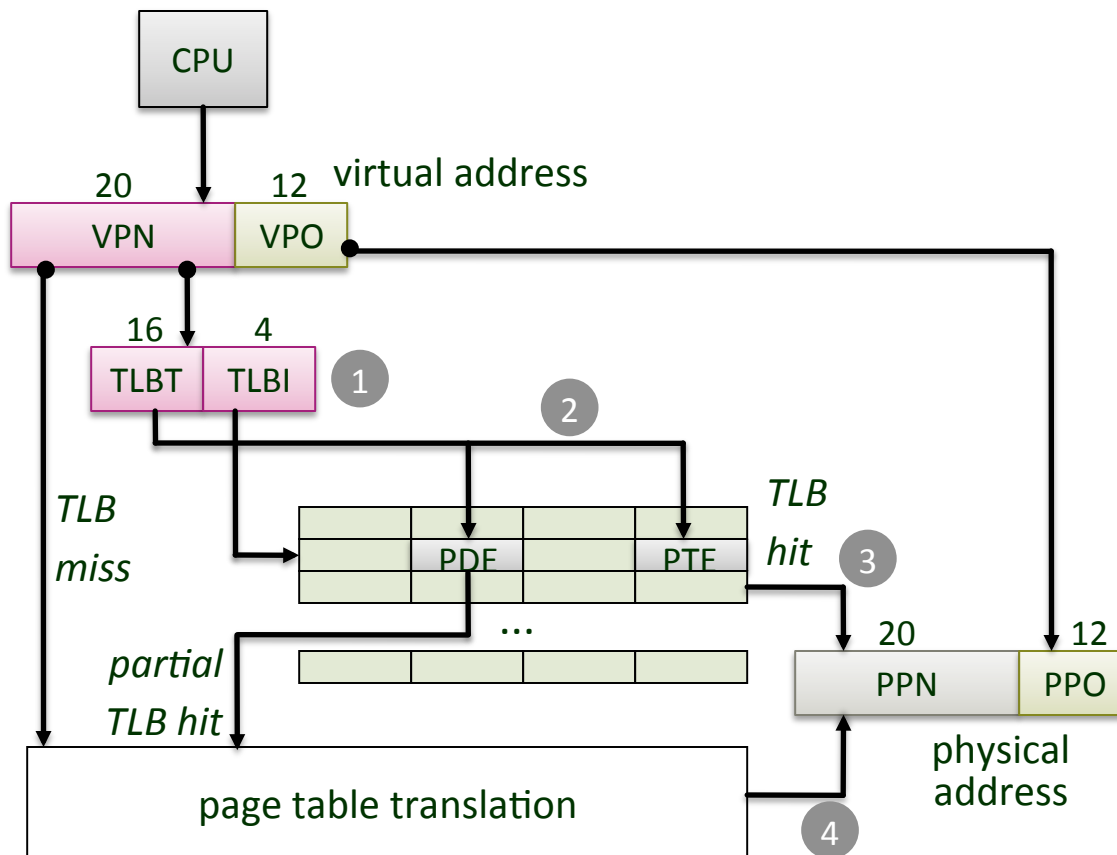 CPU
virtual address
20 12
VPN VPO
16 4
TLBT TLBI
1
2
TLB
miss
TLB
hit
3
PDE PTE
...
partial
TLB hit
20 12
PPN PPO
physical
address
page table translation
4